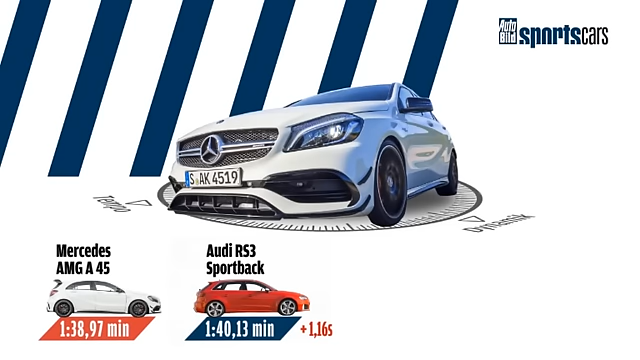 Auto
Bild
sportscars
S AK 4519
Tempo
Dynamik
Mercedes
AMG A 45
1:38,97 min
Audi RS3
Sportback
1:40,13 min
+ 1,16s